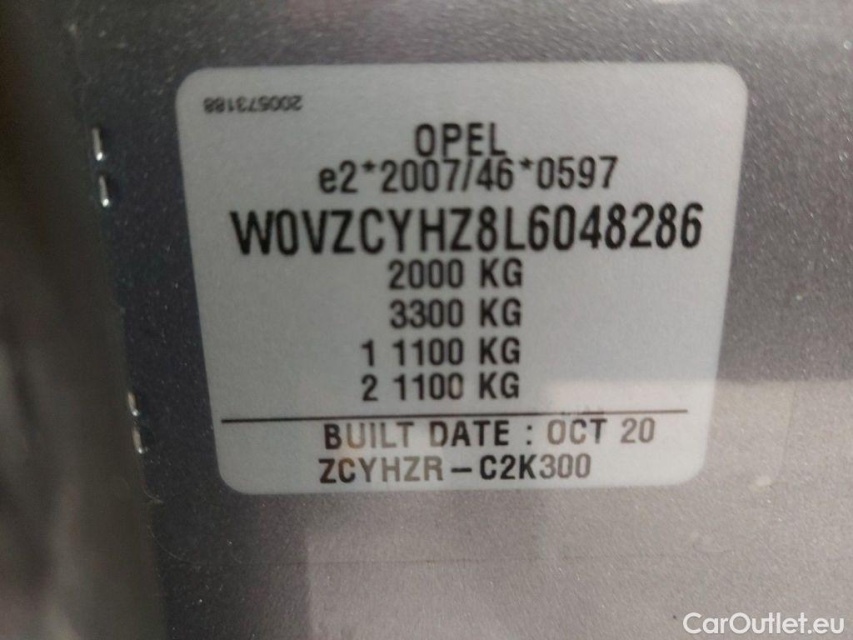 200573188
OPEL
e2*2007/46*0597
W0VZCYHZ8L6048286
2000 KG
3300 KG
1 1100 KG
2 1100 KG
BUILT DATE : OCT 20
ZCYHZR-C2K300
CarOutlet.eu